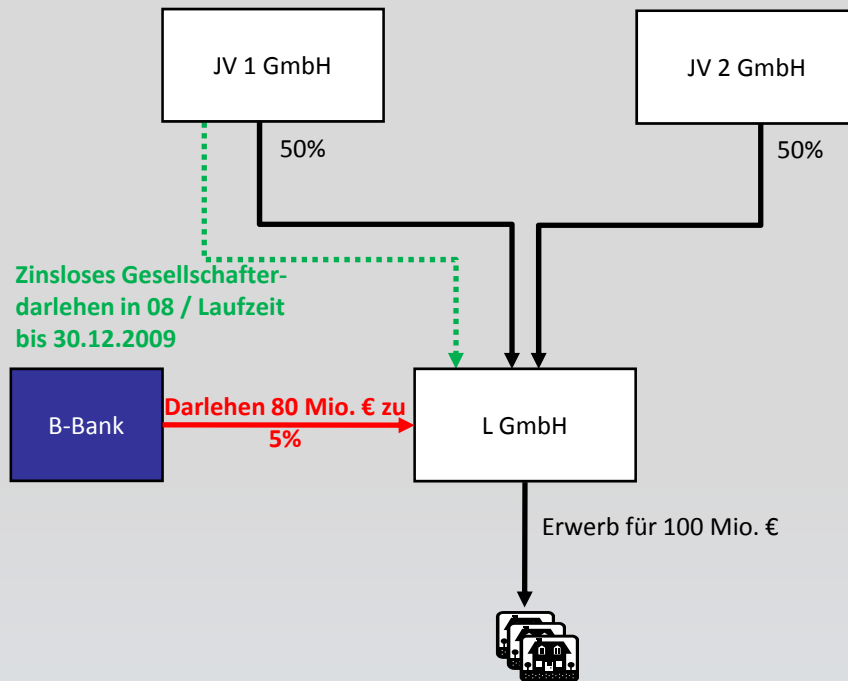 JV 1 GmbH
JV 2 GmbH
50%
50%
Zinsloses Gesellschafter-
darlehen in 08 / Laufzeit
bis 30.12.2009
B-Bank
Darlehen 80 Mio. € zu
5%
L GmbH
Erwerb für 100 Mio. €